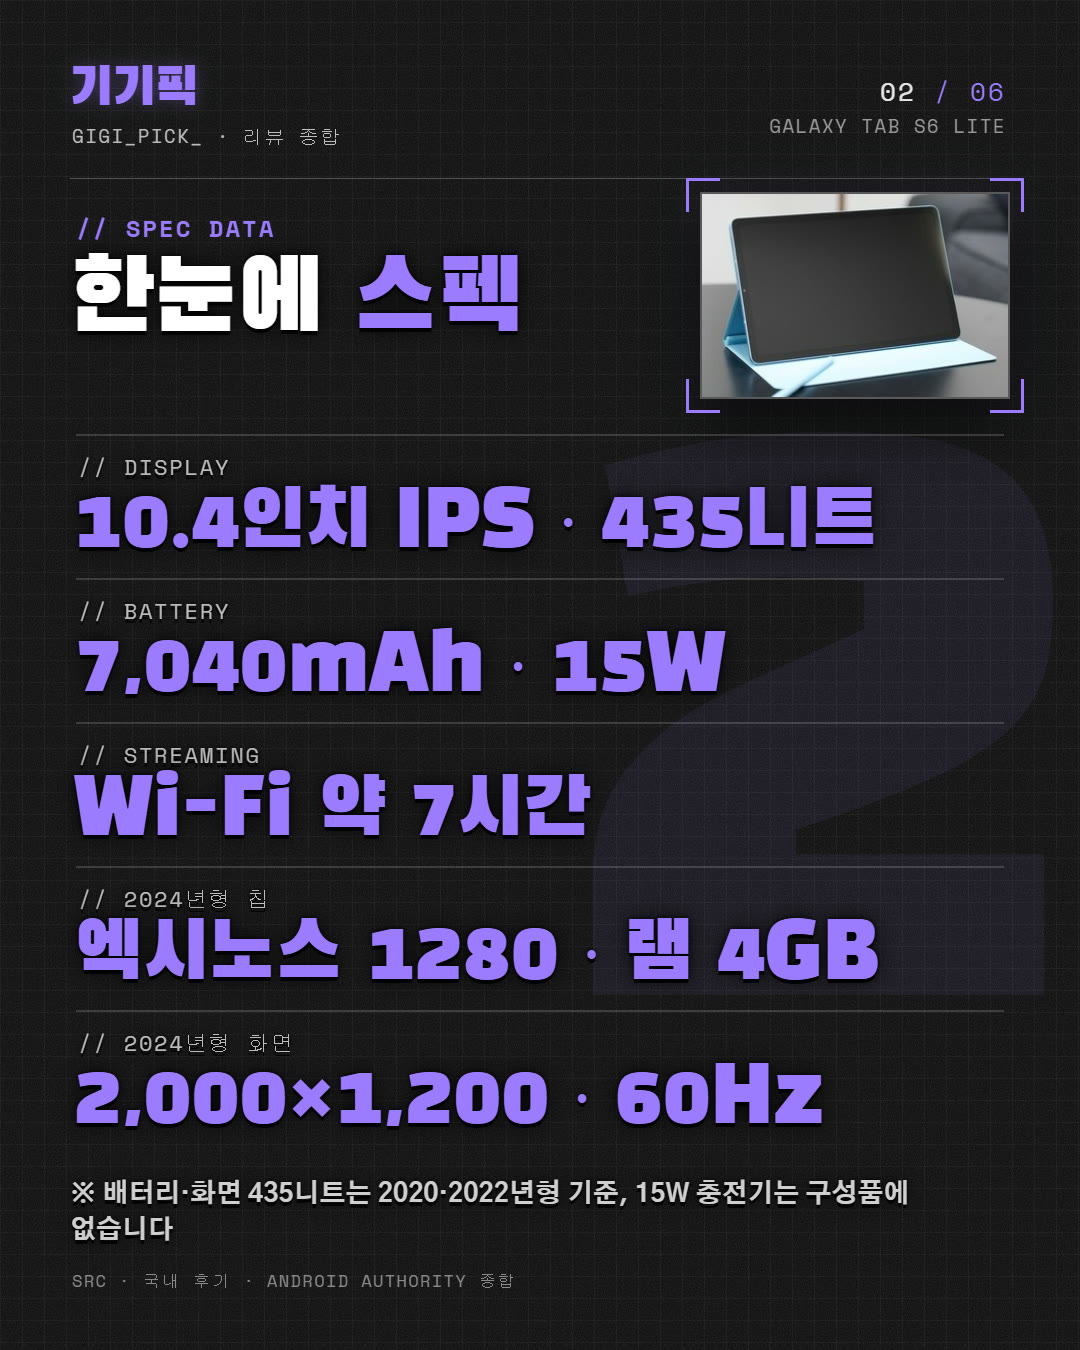 기기픽
GIGI_PICK_ · 리뷰 종합
02 / 06
GALAXY TAB S6 LITE
// SPEC DATA
한눈에 스펙
// DISPLAY
10.4인치 IPS · 435니트
// BATTERY
7,040mAh · 15W
// STREAMING
Wi-Fi 약 7시간
// 2024년형 칩
엑시노스 1280 · 램 4GB
// 2024년형 화면
2,000×1,200 · 60Hz
※ 배터리·화면 435니트는 2020·2022년형 기준, 15W 충전기는 구성품에
없습니다
SRC · 국내 후기 · ANDROID AUTHORITY 종합
2